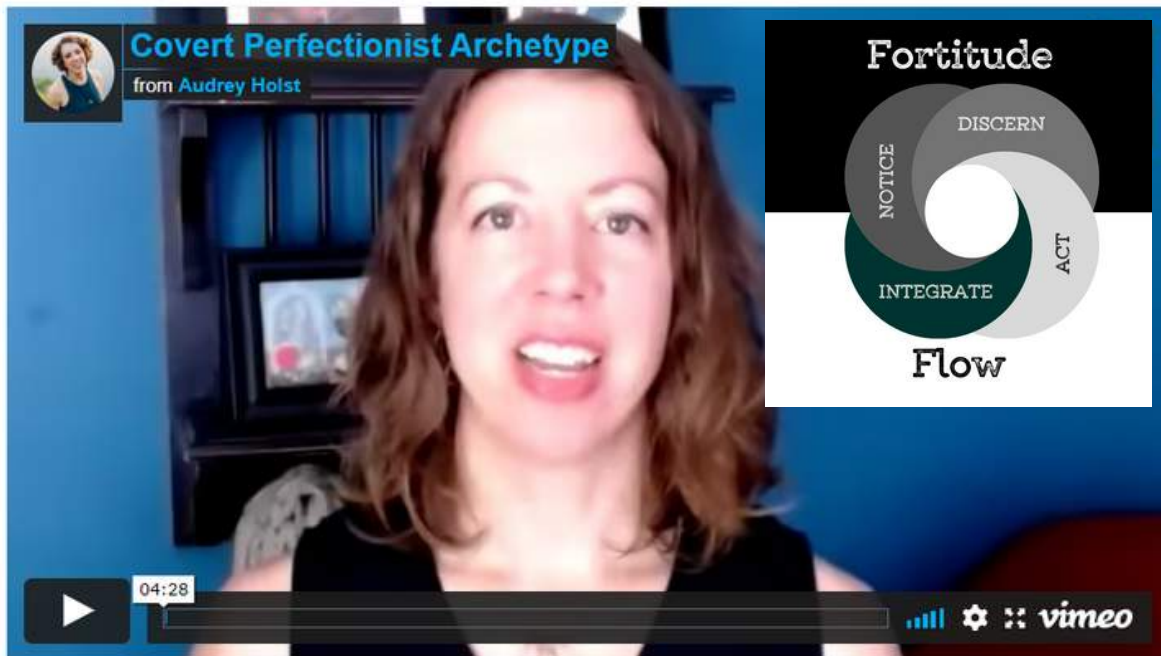 Covert Perfectionist Archetype
from Audrey Holst
Fortitude
DISCERN
NOTICE
ACT
INTEGRATE
Flow
04:28
vimeo